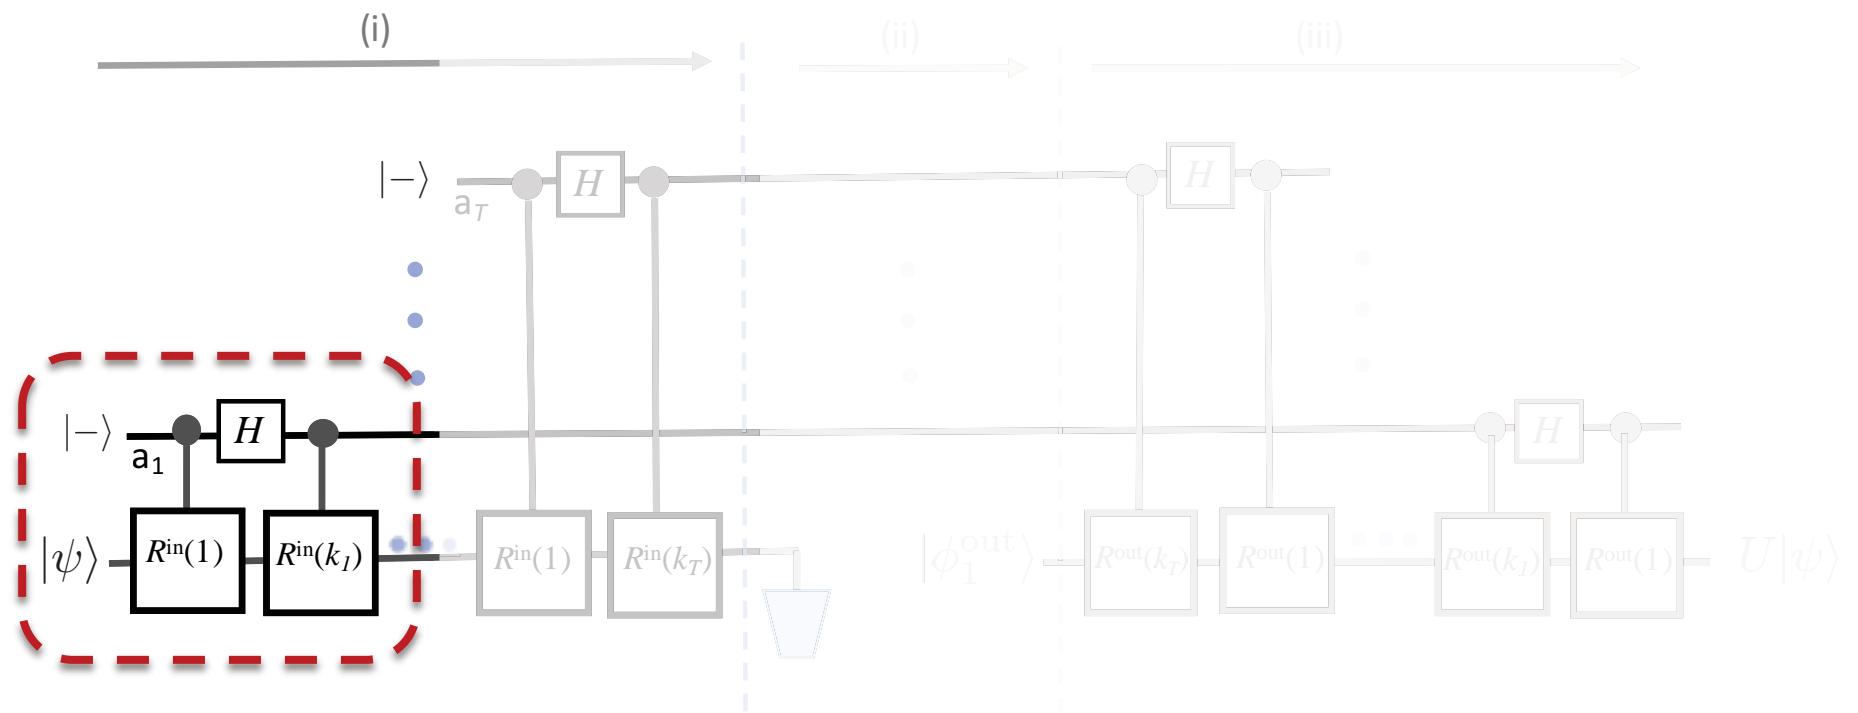 (i) (ii) (iii)
|−⟩ a_T H H
|−⟩ a_1 H H
|ψ⟩ R^in(1) R^in(k_1) R^in(1) R^in(k_T) |ϕ_1^out⟩ R^out(k_T) R^out(1) R^out(k_1) R^out(1) U|ψ⟩